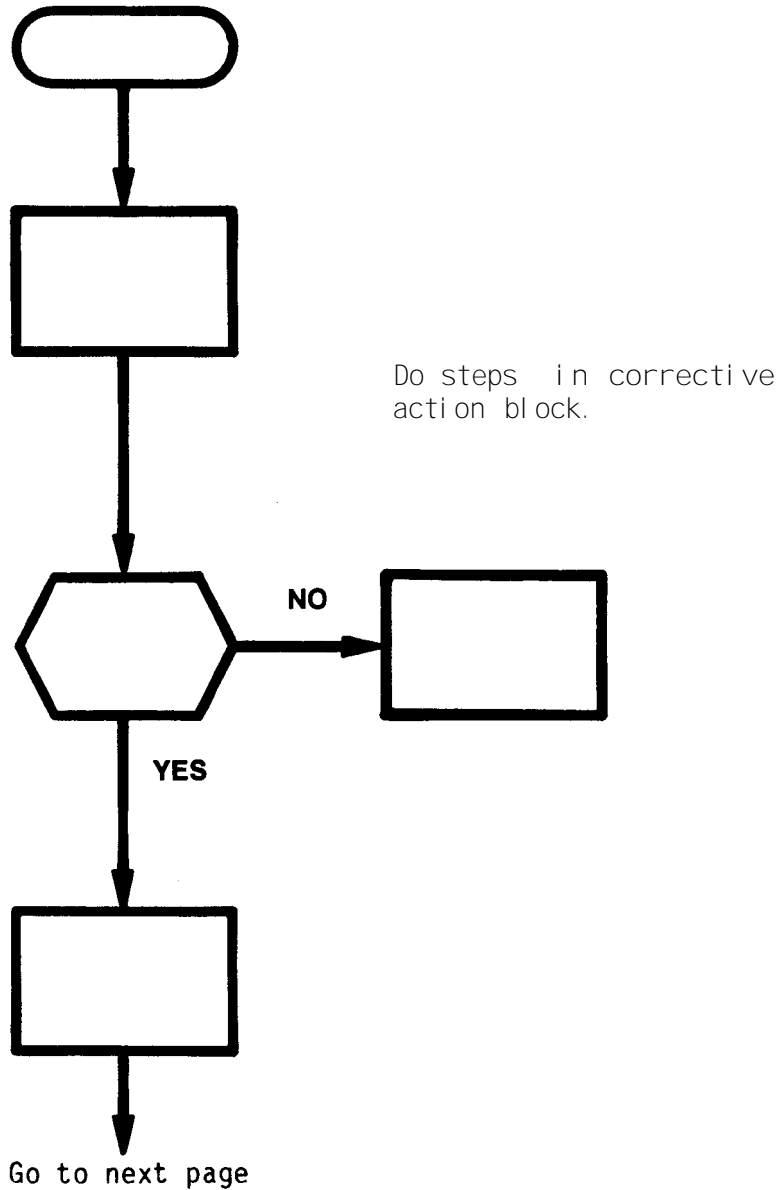 Do steps in corrective
action block.
NO
YES
Go to next page